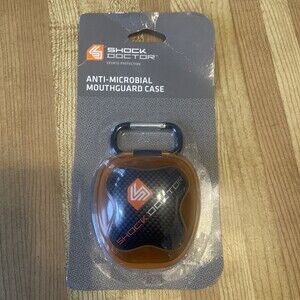 SHOCK
DOCTOR
SPORTS PROTECTION
ANTI-MICROBIAL
MOUTHGUARD CASE
SHOCK DOCTOR